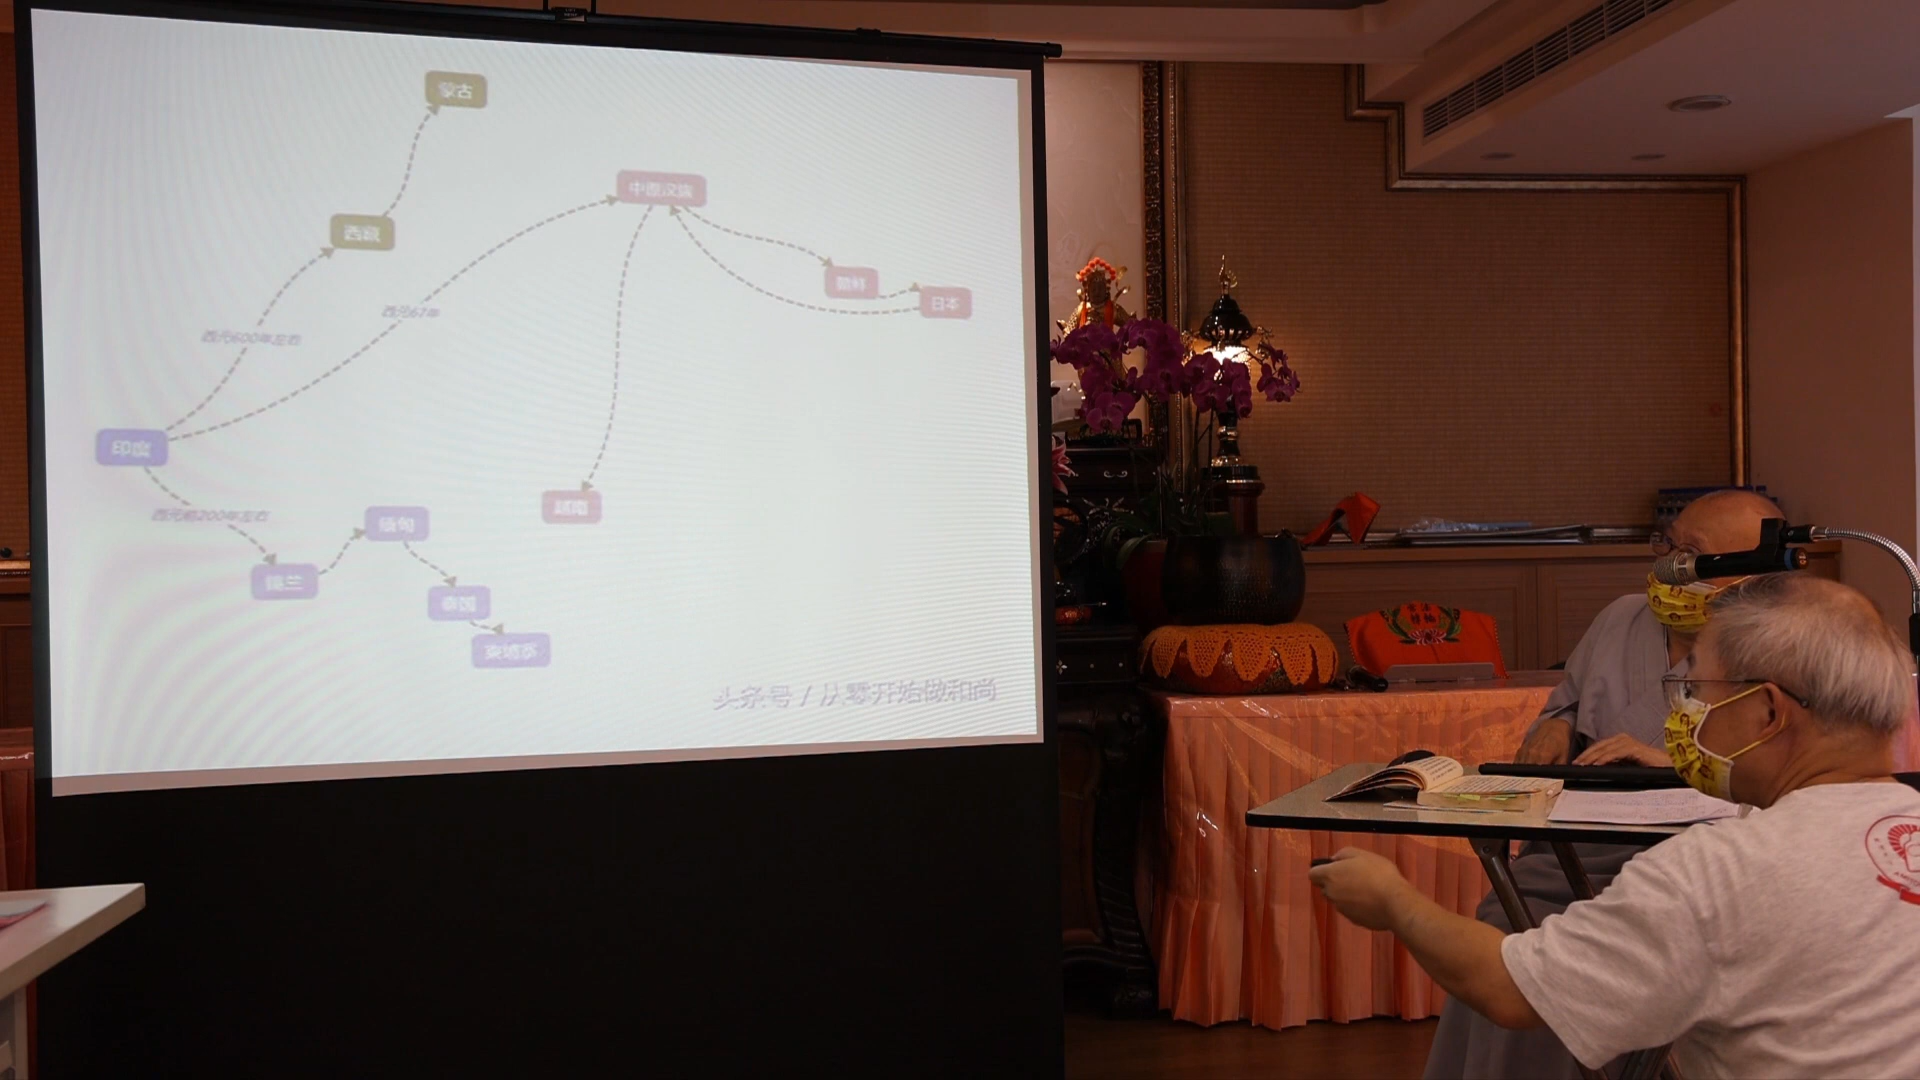 蒙古
中原汉族
西藏
朝鲜
日本
西元67年
西元600年左右
印度
西元前200年左右
缅甸
越南
锡兰
泰国
柬埔寨
头条号 / 从零开始做和尚